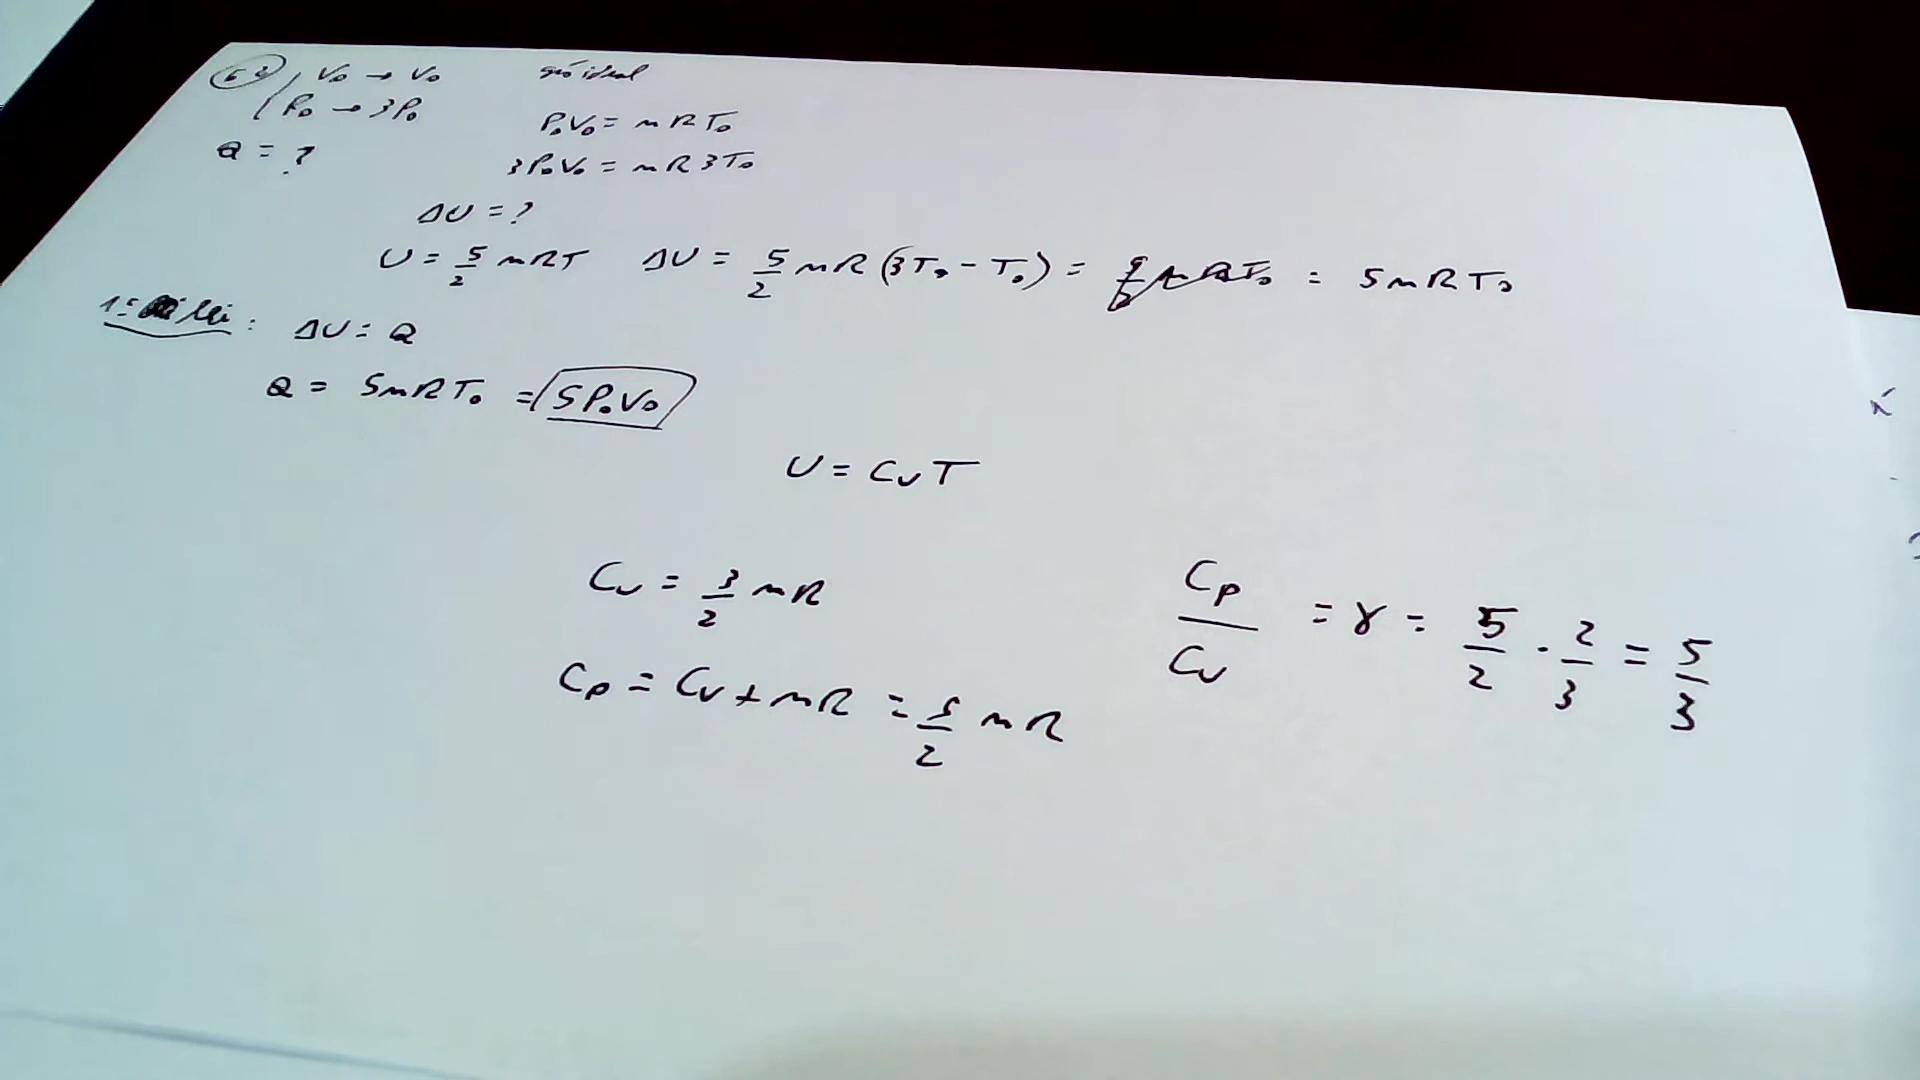 V₀ → V₀ gás ideal
P₀ → 3P₀
P₀V₀ = nRT₀
Q = ?
3P₀V₀ = nR3T₀
ΔU = ?
U = 5/2 nRT ΔU = 5/2 nR (3T₀ - T₀) = = 5nRT₀
1ª lei : ΔU = Q
Q = 5nRT₀ = 5P₀V₀
U = CvT
Cv = 3/2 nR
Cp/Cv = γ = 5/2 · 2/3 = 5/3
Cp = Cv + nR = 5/2 nR